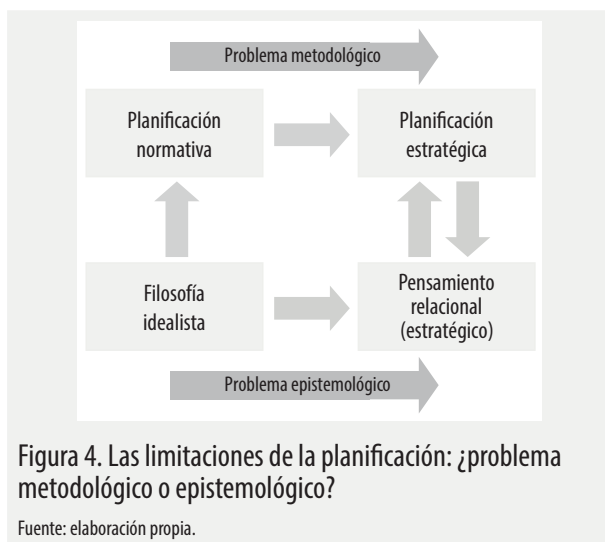 Problema metodológico
Planificación
normativa
Planificación
estratégica
Filosofía
idealista
Pensamiento
relacional
(estratégico)
Problema epistemológico
Figura 4. Las limitaciones de la planificación: ¿problema
metodológico o epistemológico?
Fuente: elaboración propia.